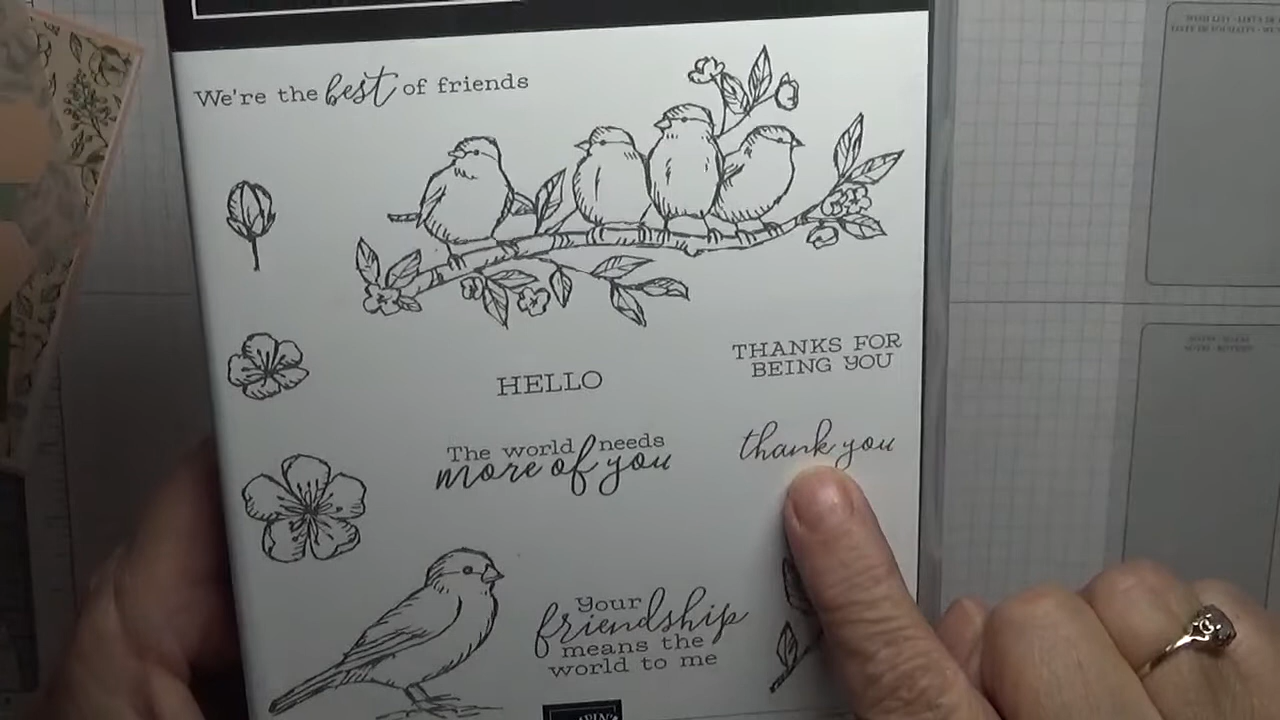 We're the best of friends
HELLO
THANKS FOR
BEING YOU
The world needs
more of you
thank you
your
friendship
means the
world to me